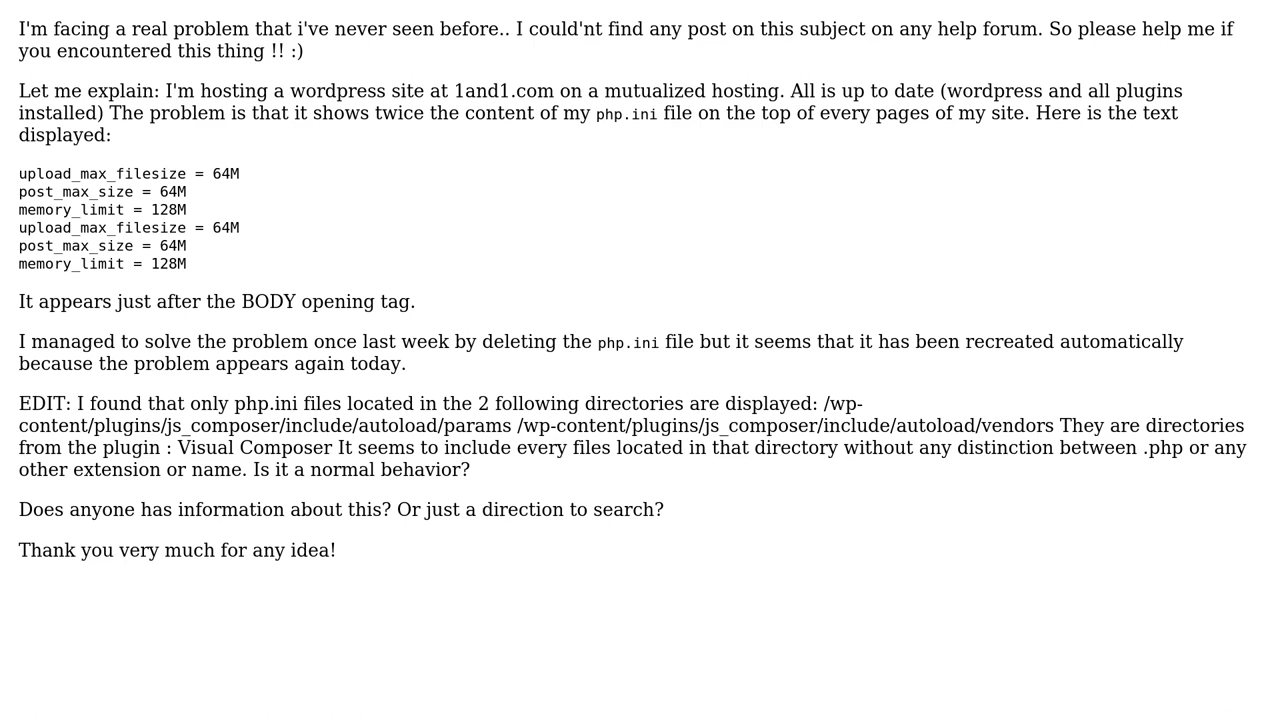 I'm facing a real problem that i've never seen before.. I could'nt find any post on this subject on any help forum. So please help me if
you encountered this thing !! :)
Let me explain: I'm hosting a wordpress site at 1and1.com on a mutualized hosting. All is up to date (wordpress and all plugins
installed) The problem is that it shows twice the content of my php.ini file on the top of every pages of my site. Here is the text
displayed:
upload_max_filesize = 64M
post_max_size = 64M
memory_limit = 128M
upload_max_filesize = 64M
post_max_size = 64M
memory_limit = 128M
It appears just after the BODY opening tag.
I managed to solve the problem once last week by deleting the php.ini file but it seems that it has been recreated automatically
because the problem appears again today.
EDIT: I found that only php.ini files located in the 2 following directories are displayed: /wp-
content/plugins/js_composer/include/autoload/params /wp-content/plugins/js_composer/include/autoload/vendors They are directories
from the plugin : Visual Composer It seems to include every files located in that directory without any distinction between .php or any
other extension or name. Is it a normal behavior?
Does anyone has information about this? Or just a direction to search?
Thank you very much for any idea!